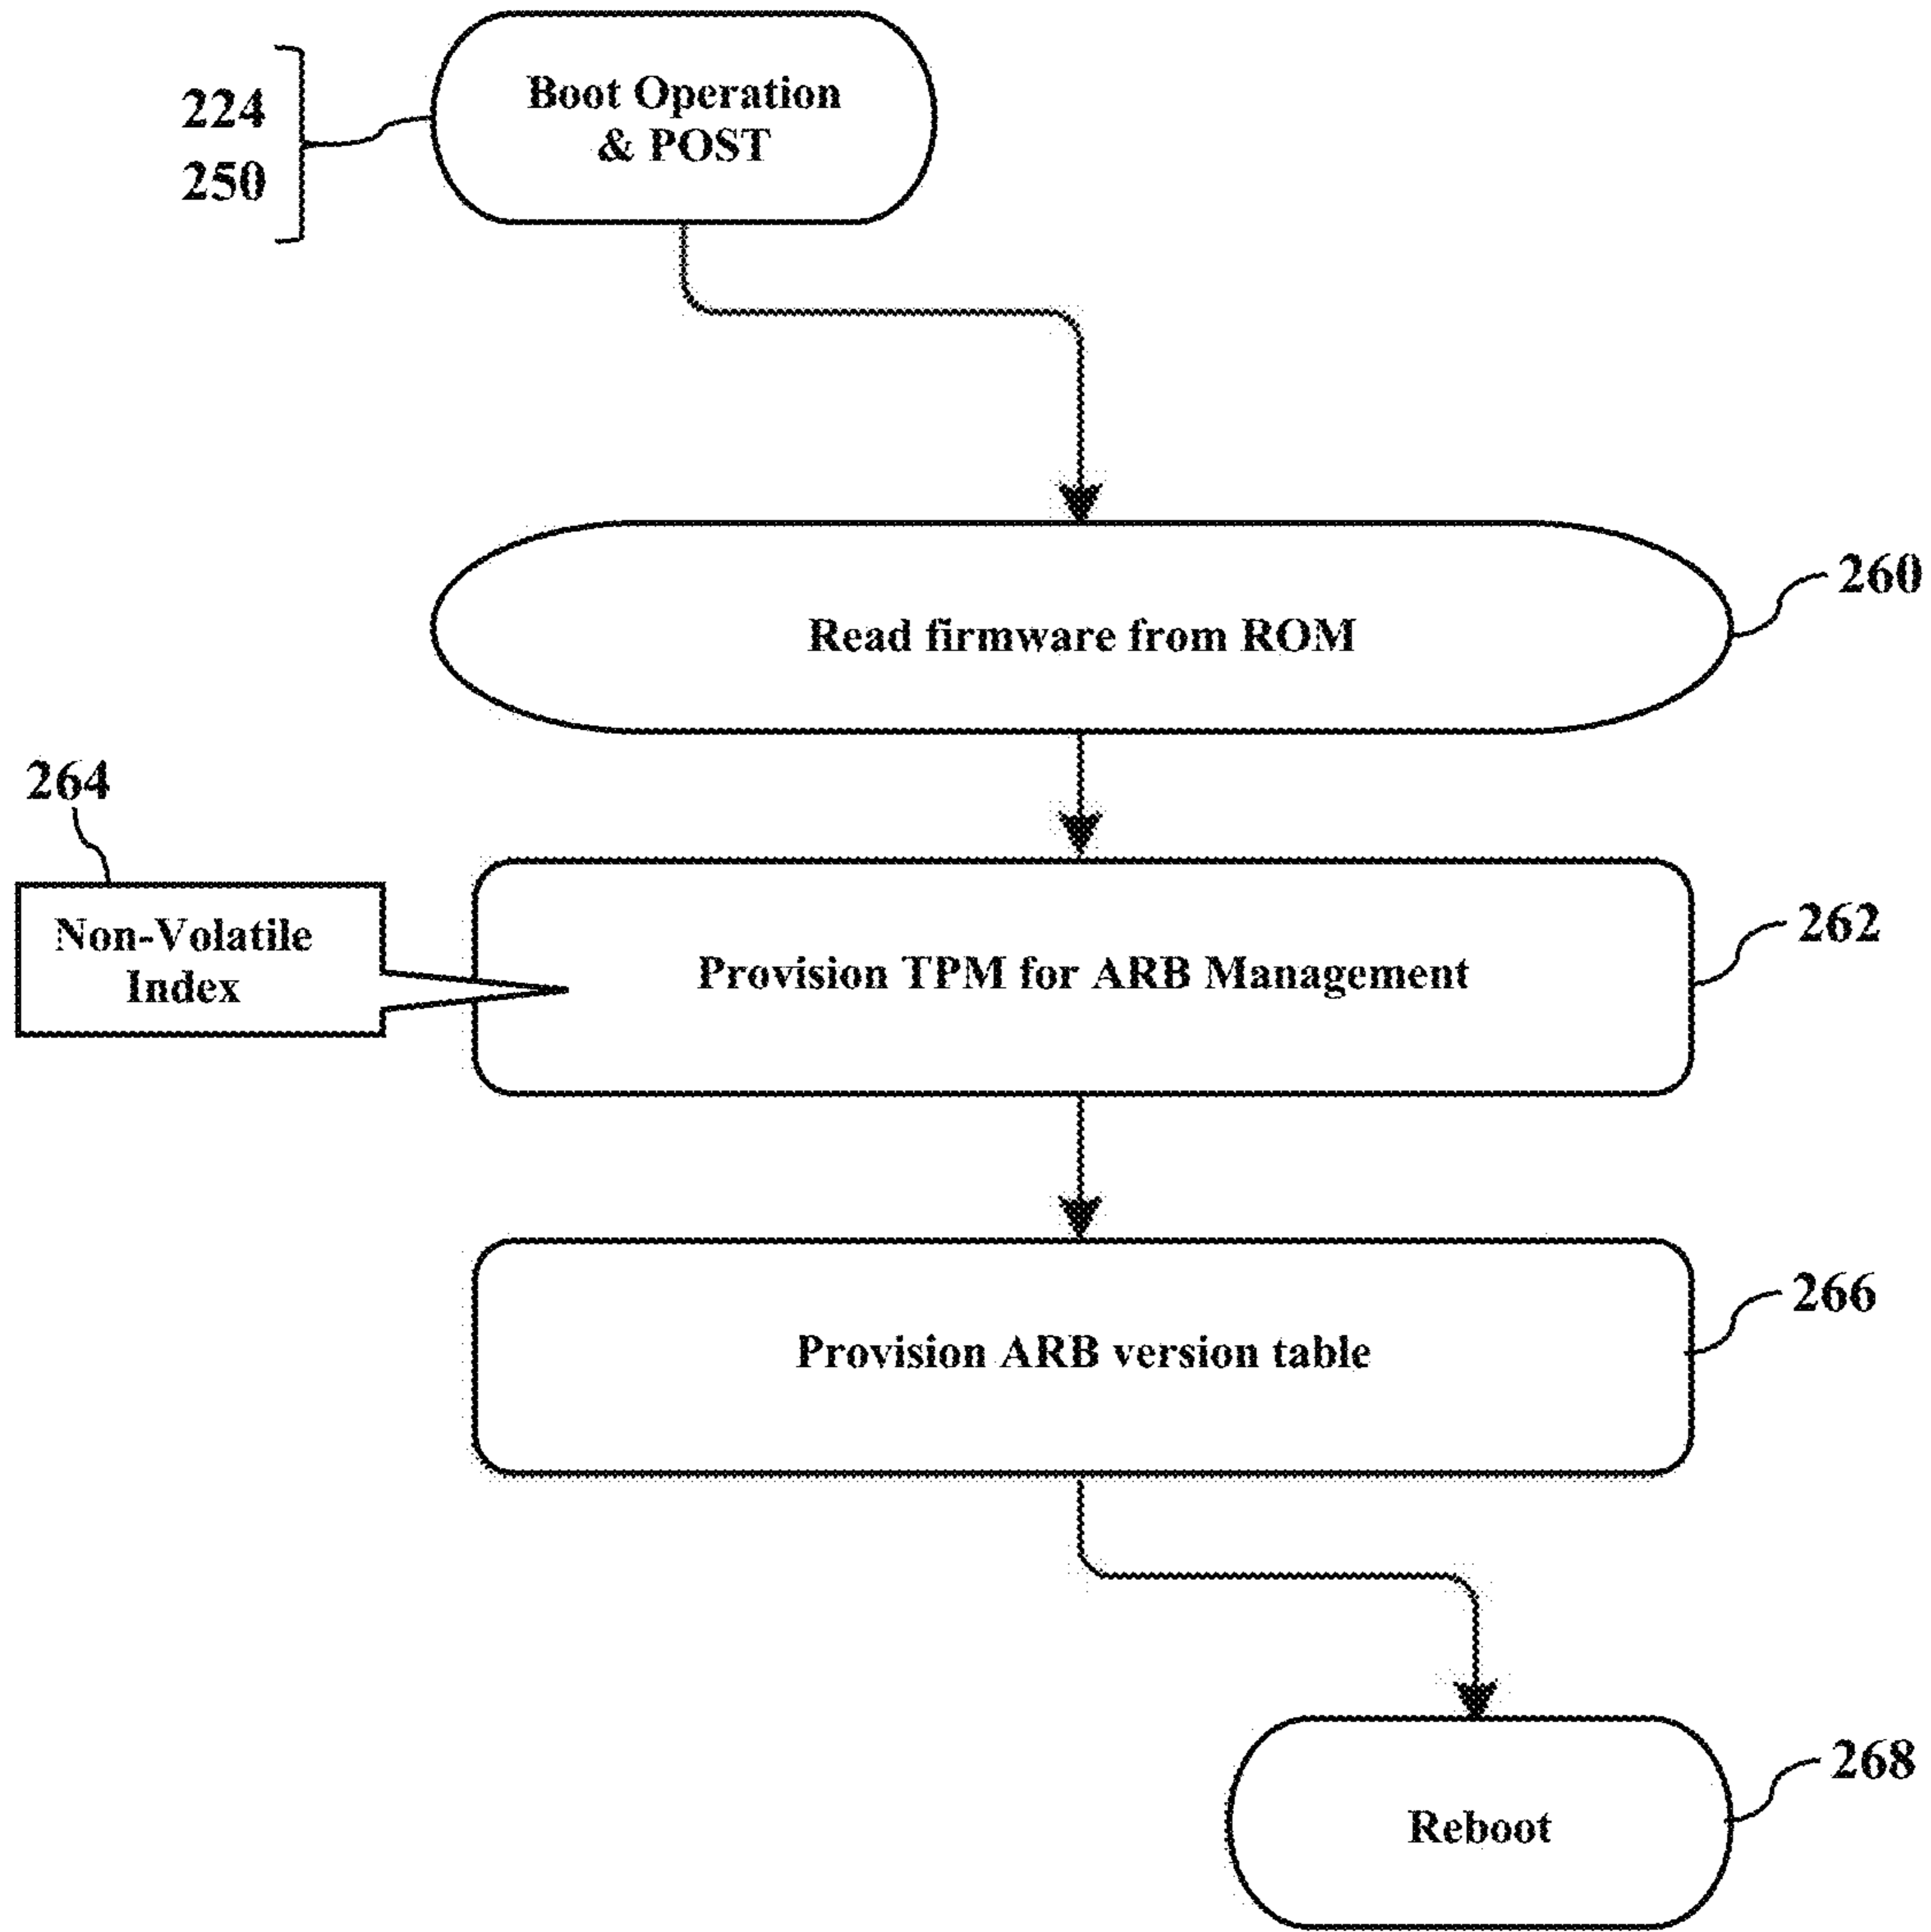 224
250
Boot Operation
& POST
260
Read firmware from ROM
264
Non-Volatile
Index
262
Provision TPM for ARB Management
266
Provision ARB version table
268
Reboot